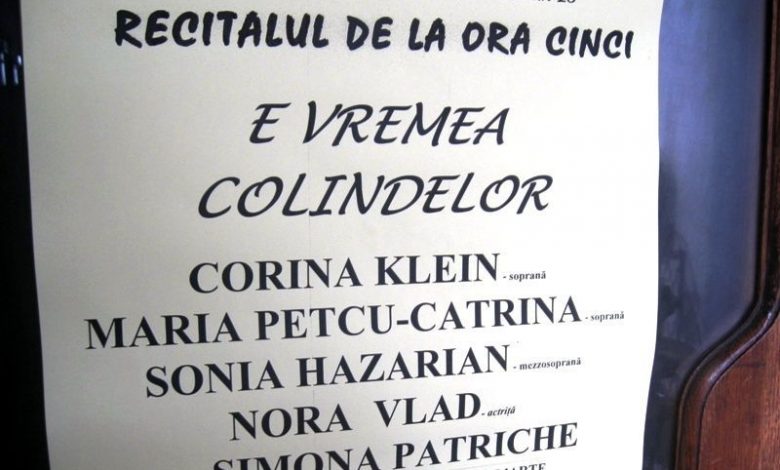 RECITALUL DE LA ORA CINCI
E VREMEA
COLINDELOR
CORINA KLEIN - soprană
MARIA PETCU-CATRINA - soprană
SONIA HAZARIAN - mezzosoprană
NORA VLAD - actriță
SIMONA PATRICHE